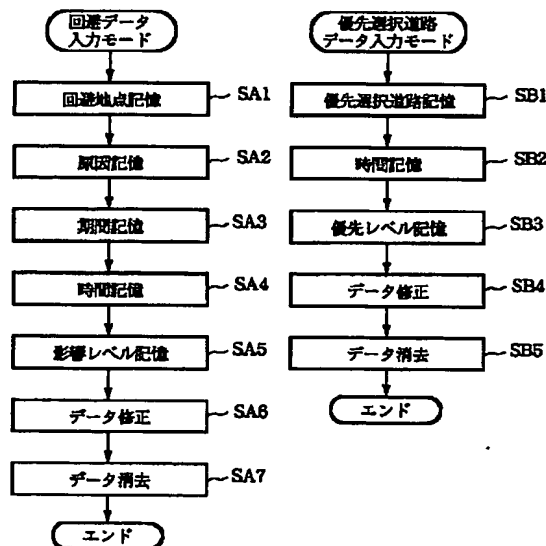 回避データ
入力モード
回避地点記憶
SA1
原因記憶
SA2
期間記憶
SA3
時間記憶
SA4
影響レベル記憶
SA5
データ修正
SA6
データ消去
SA7
エンド
優先選択道路
データ入力モード
優先選択道路記憶
SB1
時間記憶
SB2
優先レベル記憶
SB3
データ修正
SB4
データ消去
SB5
エンド